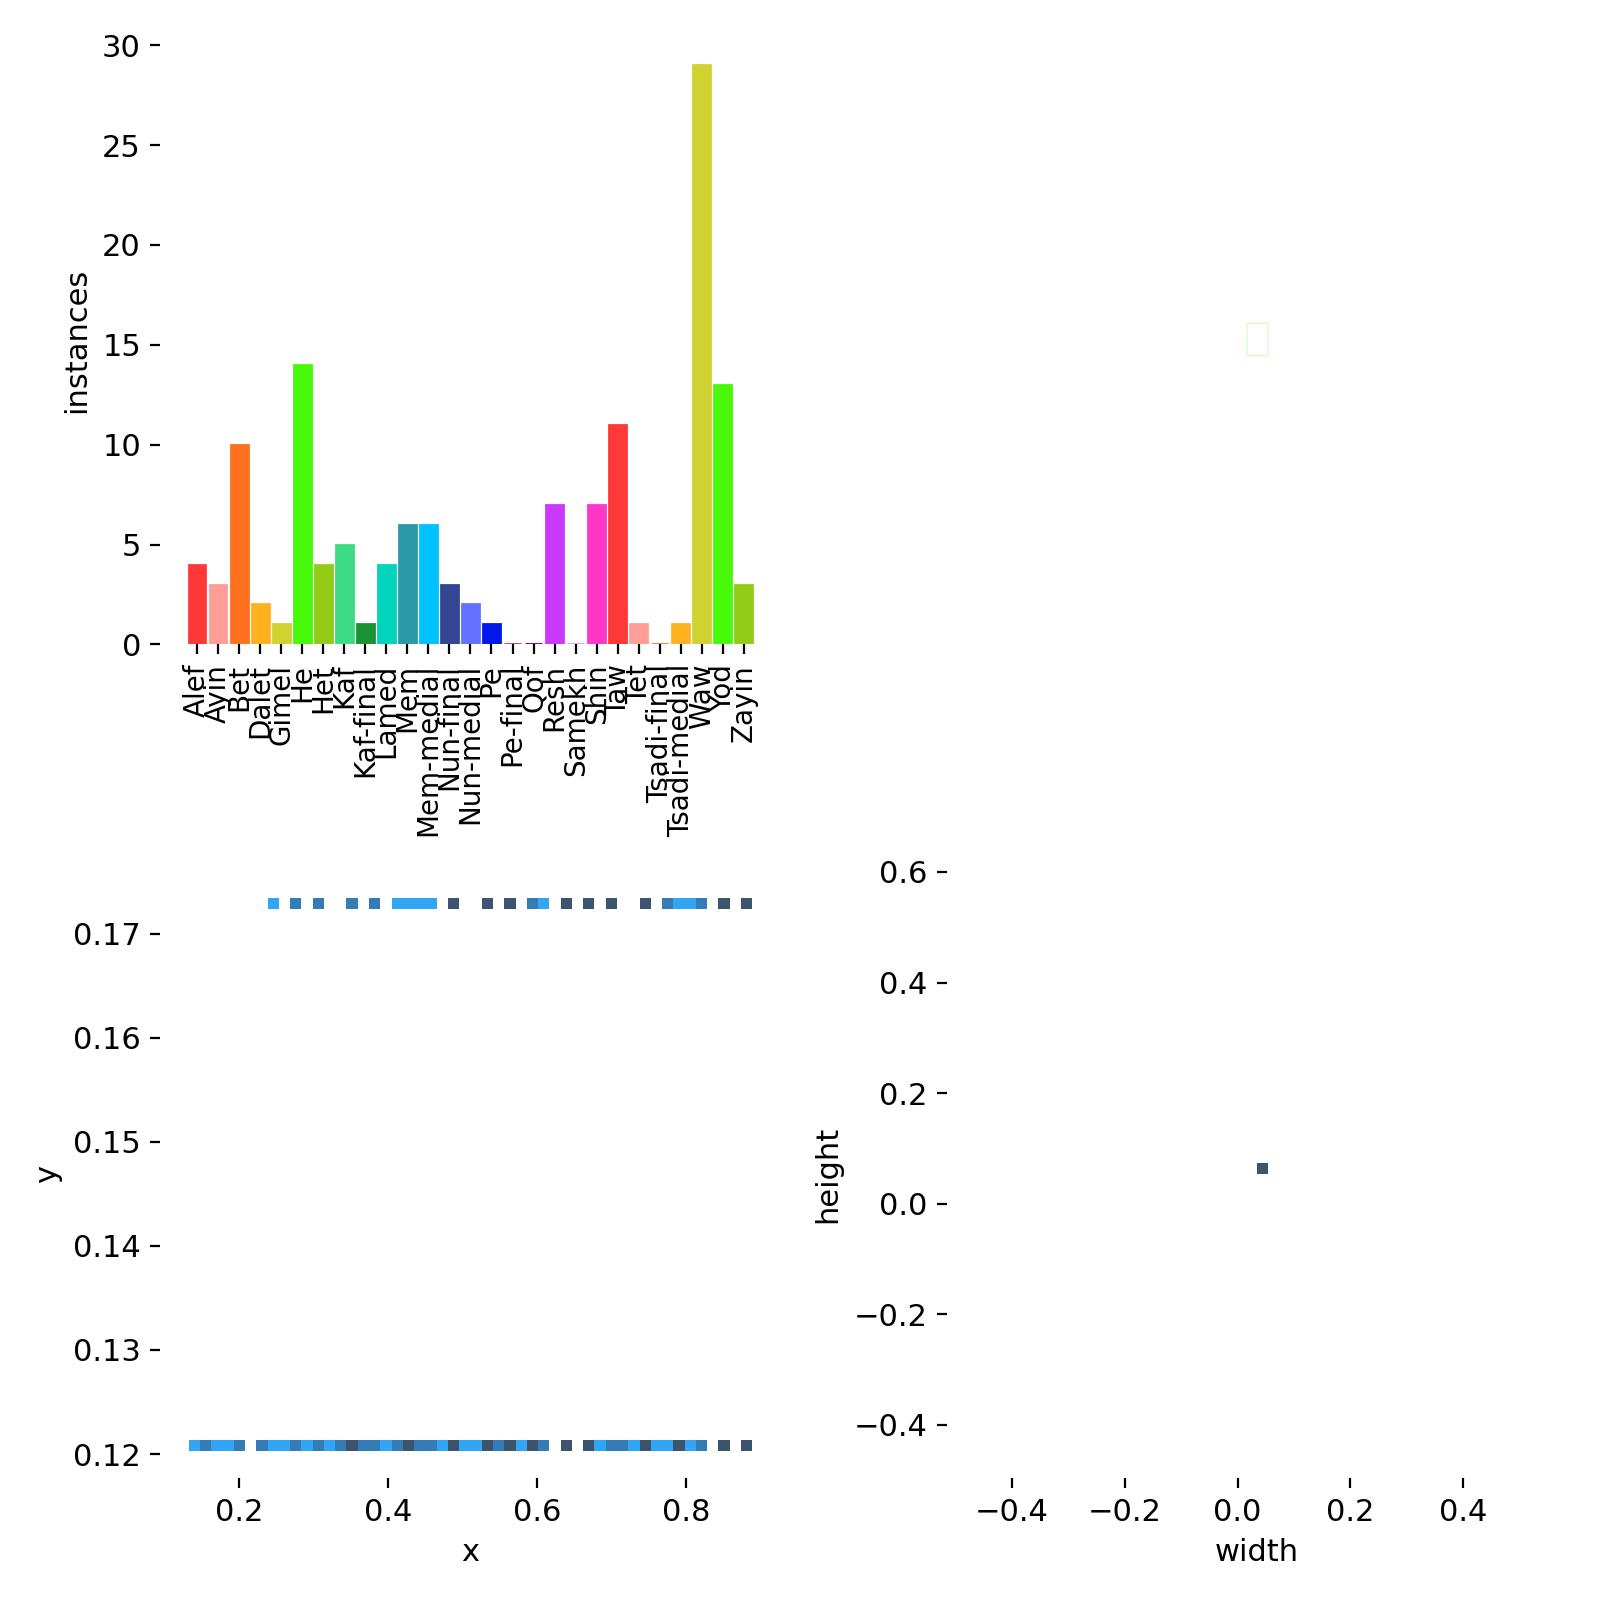 30
25
20
15
10
5
0
instances
Alef
Ayin
Bet
Dalet
Gimel
He
Het
Kaf
Kaf-final
Lamed
Mem
Mem-medial
Nun-final
Nun-medial
Pe
Pe-final
Qof
Resh
Samekh
Shin
Taw
Tet
Tsadi-final
Tsadi-medial
Waw
Yod
Zayin
0.17
0.16
0.15
0.14
0.13
0.12
y
0.2 0.4 0.6 0.8
x
0.6
0.4
0.2
0.0
−0.2
−0.4
height
−0.4 −0.2 0.0 0.2 0.4
width